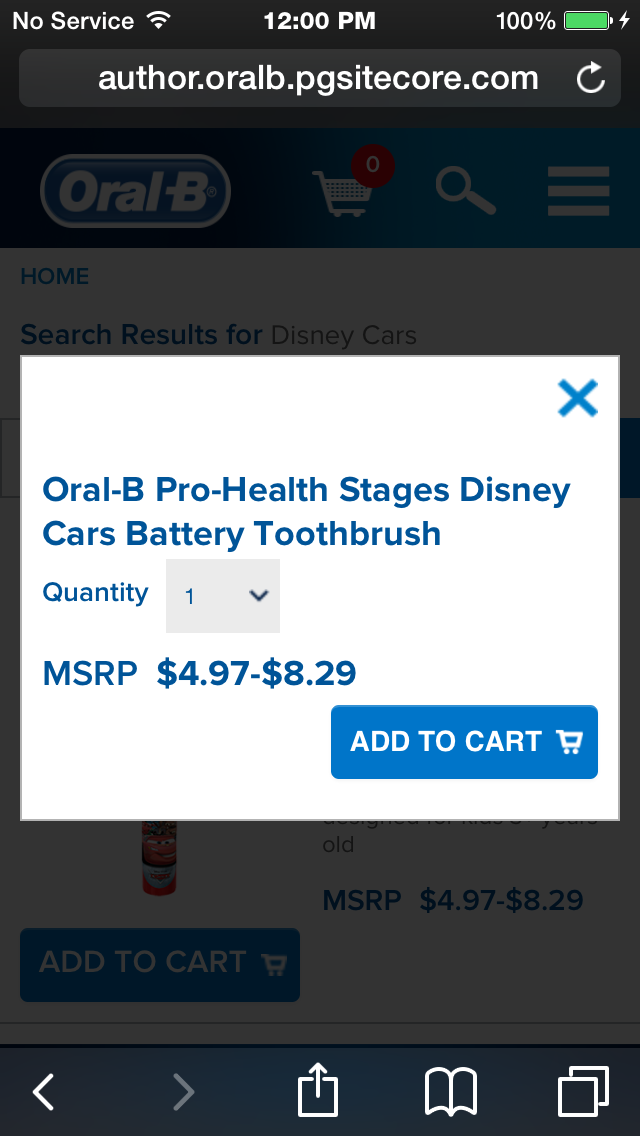 No Service 12:00 PM 100%
author.oralb.pgsitecore.com
Oral-B® 0
HOME
Search Results for Disney Cars
Oral-B Pro-Health Stages Disney
Cars Battery Toothbrush
Quantity 1
MSRP $4.97-$8.29
ADD TO CART
old
MSRP $4.97-$8.29
ADD TO CART